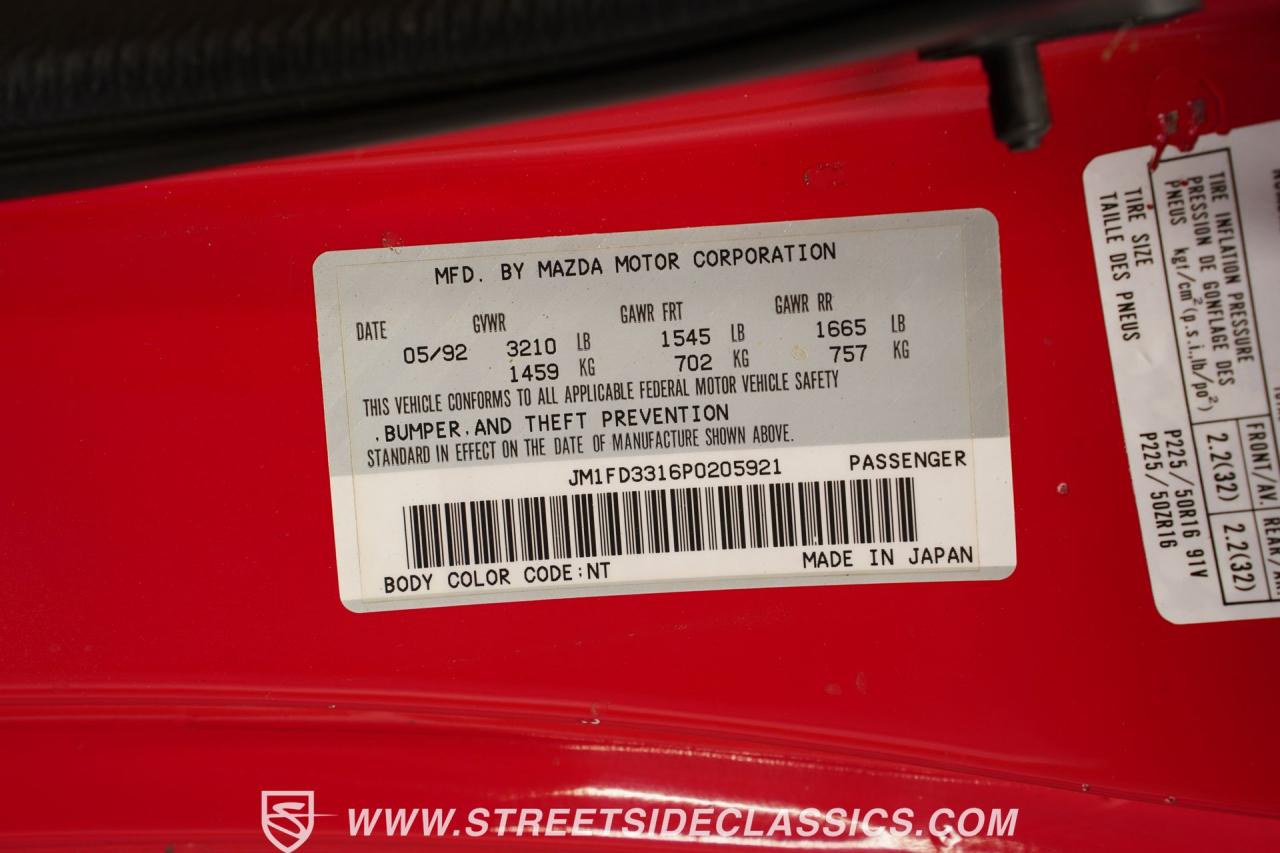 MFD. BY MAZDA MOTOR CORPORATION
DATE GVWR GAWR FRT GAWR RR
05/92 3210 LB 1545 LB 1665 LB
1459 KG 702 KG 757 KG
THIS VEHICLE CONFORMS TO ALL APPLICABLE FEDERAL MOTOR VEHICLE SAFETY
,BUMPER,AND THEFT PREVENTION
STANDARD IN EFFECT ON THE DATE OF MANUFACTURE SHOWN ABOVE.
JM1FD3316P0205921 PASSENGER
BODY COLOR CODE:NT MADE IN JAPAN
TIRE SIZE
TAILLE DES PNEUS
P225/50R16 91V
P225/50ZR16
TIRE INFLATION PRESSURE
PRESSION DE GONFLAGE DES
PNEUS kgf/cm²(p.s.i.,lb/po²)
FRONT/AV.
2.2(32)
2.2(32)
WWW.STREETSIDECLASSICS.COM